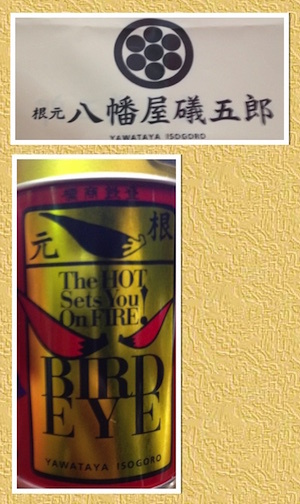 根元 八幡屋礒五郎
YAWATAYA ISOGORO
根
元
The HOT
Sets You
On FIRE!
BIRD
EYE
YAWATAYA ISOGORO